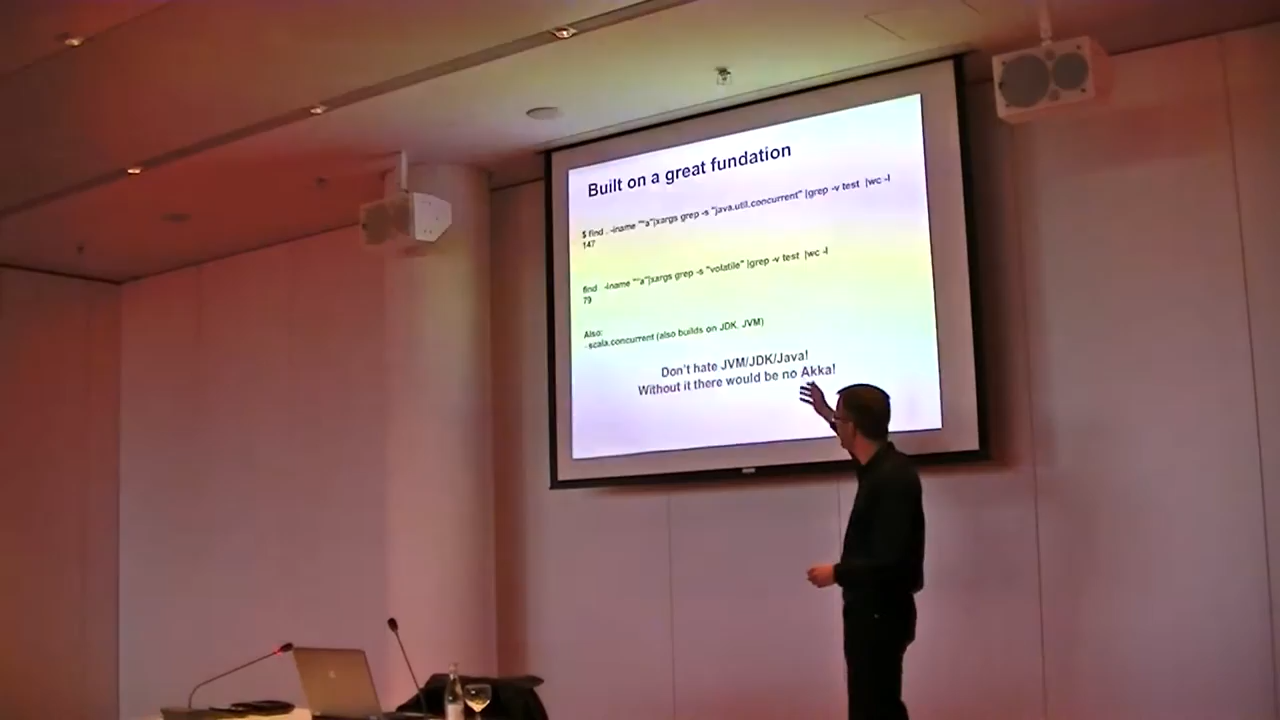 Built on a great fundation
$ find . -iname "*a"|xargs grep -s "java.util.concurrent" |grep -v test |wc -l
147
find . -iname "*a"|xargs grep -s "volatile" |grep -v test |wc -l
79
Also:
- scala.concurrent (also builds on JDK, JVM)
Don't hate JVM/JDK/Java!
Without it there would be no Akka!